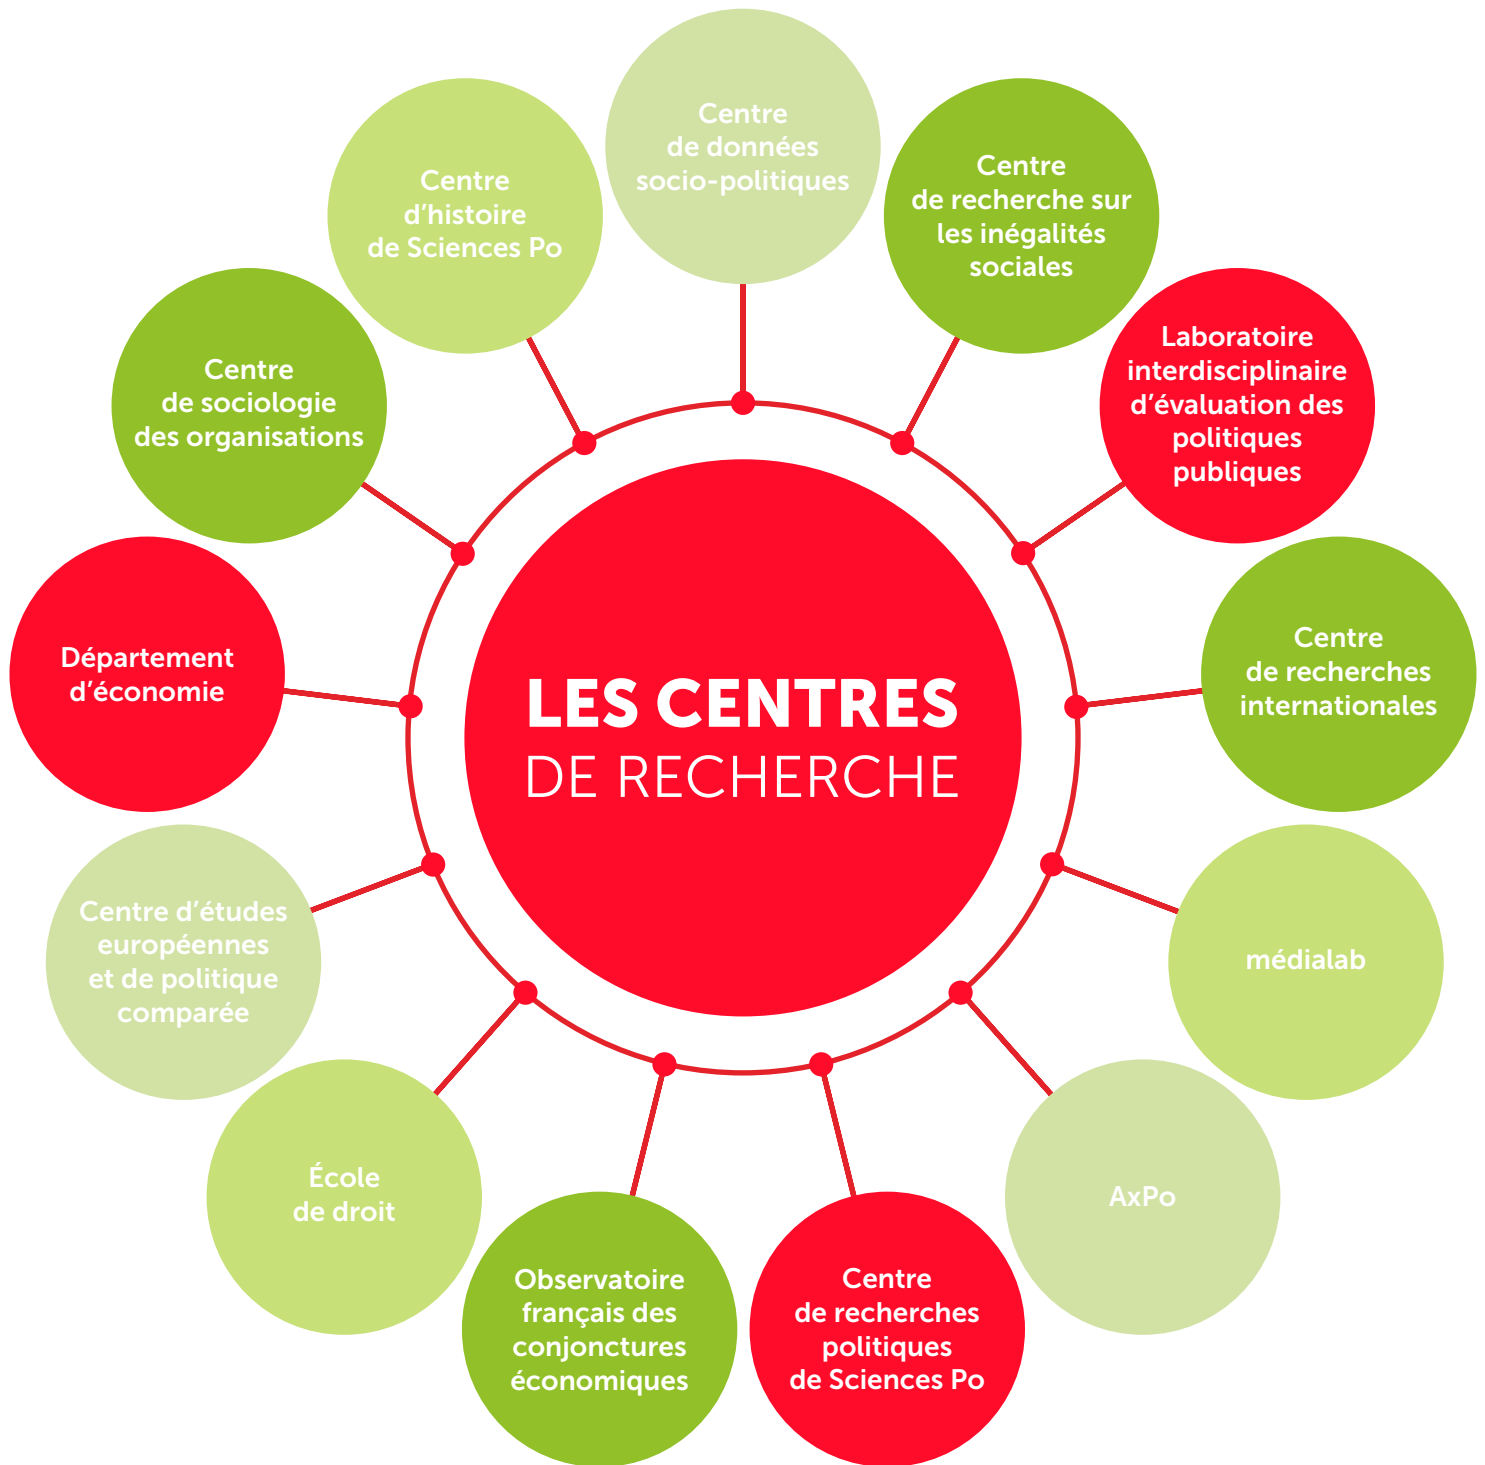 Centre
de données
socio-politiques
Centre
de recherche sur
les inégalités
sociales
Laboratoire
interdisciplinaire
d’évaluation des
politiques
publiques
Centre
de recherches
internationales
médialab
AxPo
Centre
de recherches
politiques
de Sciences Po
Observatoire
français des
conjonctures
économiques
École
de droit
Centre d’études
européennes
et de politique
comparée
Département
d’économie
Centre
de sociologie
des organisations
Centre
d’histoire
de Sciences Po
LES CENTRES
DE RECHERCHE